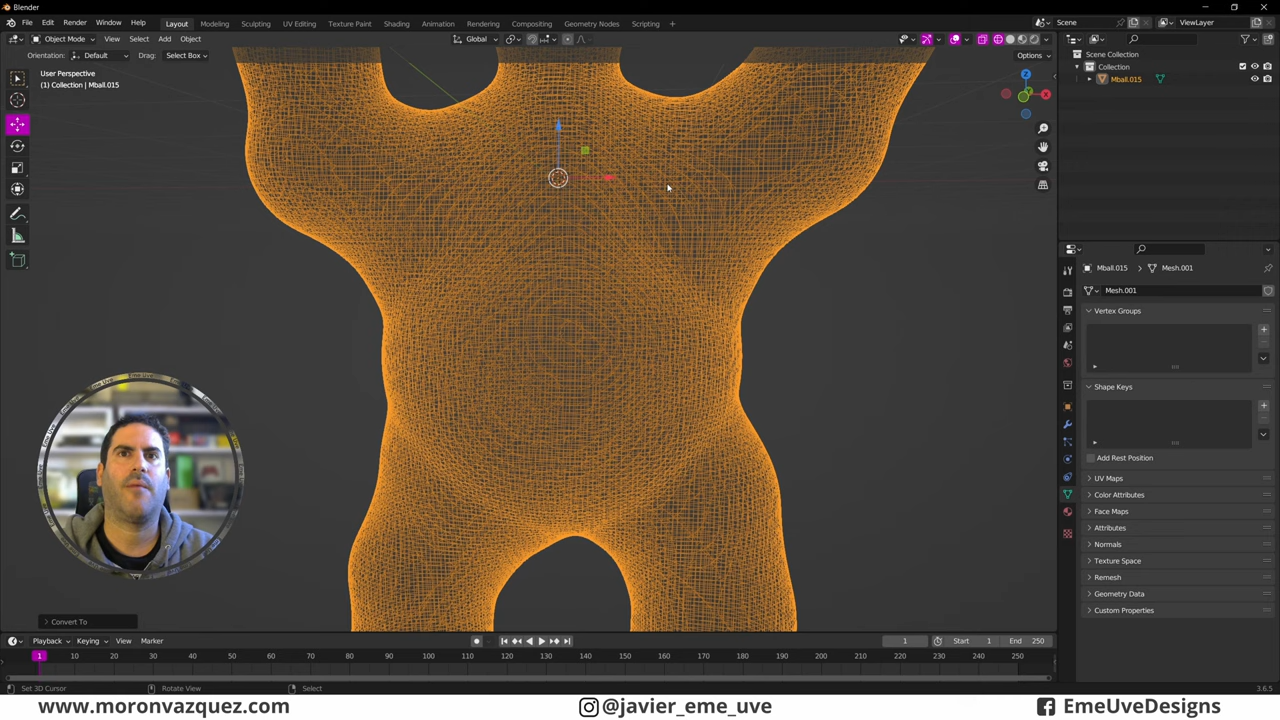 Blender
File Edit Render Window Help
Layout Modeling Sculpting UV Editing Texture Paint Shading Animation Rendering Compositing Geometry Nodes Scripting +
Scene
ViewLayer
Object Mode View Select Add Object
Global
Orientation: Default Drag: Select Box
Options
User Perspective
(1) Collection | Mball.015
Z
X
Scene Collection
Collection
Mball.015
Mball.015 > Mesh.001
Mesh.001
Vertex Groups
Shape Keys
Add Rest Position
UV Maps
Color Attributes
Face Maps
Attributes
Normals
Texture Space
Remesh
Geometry Data
Custom Properties
Eme Uve
Convert To
Playback Keying View Marker
1
Start 1
End 250
1 10 20 30 40 50 60 70 80 90 100 110 120 130 140 150 160 170 180 190 200 210 220 230 240 250
Set 3D Cursor Rotate View Select
3.6.5
www.moronvazquez.com
@javier_eme_uve
EmeUveDesigns